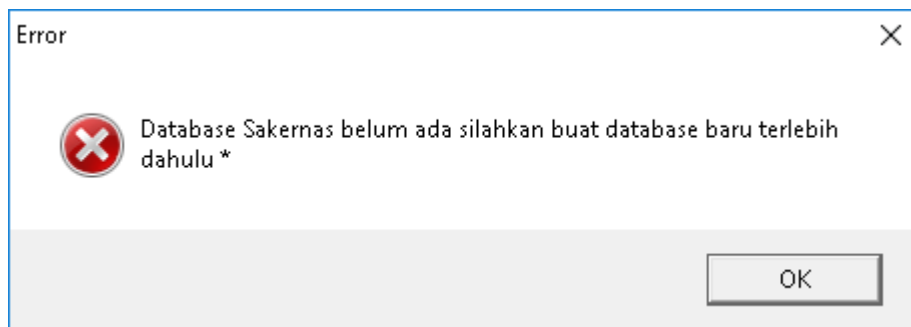 Error
Database Sakernas belum ada silahkan buat database baru terlebih
dahulu *
OK